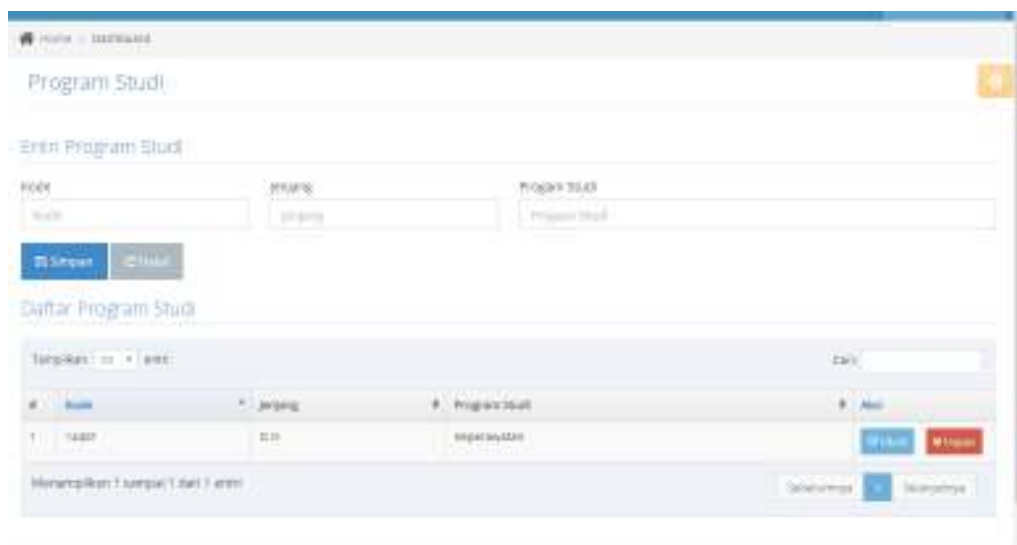 Home Dashboard
Program Studi
Entri Program Studi
Kode Jenjang Program Studi
Kode Jenjang Program Studi
Simpan
Daftar Program Studi
Tampilkan 10 entri Cari
# Kode Jenjang Program Studi Aksi
1 D.III Keperawatan Hapus
Menampilkan 1 sampai 1 dari 1 entri
Sebelumnya 1 Selanjutnya